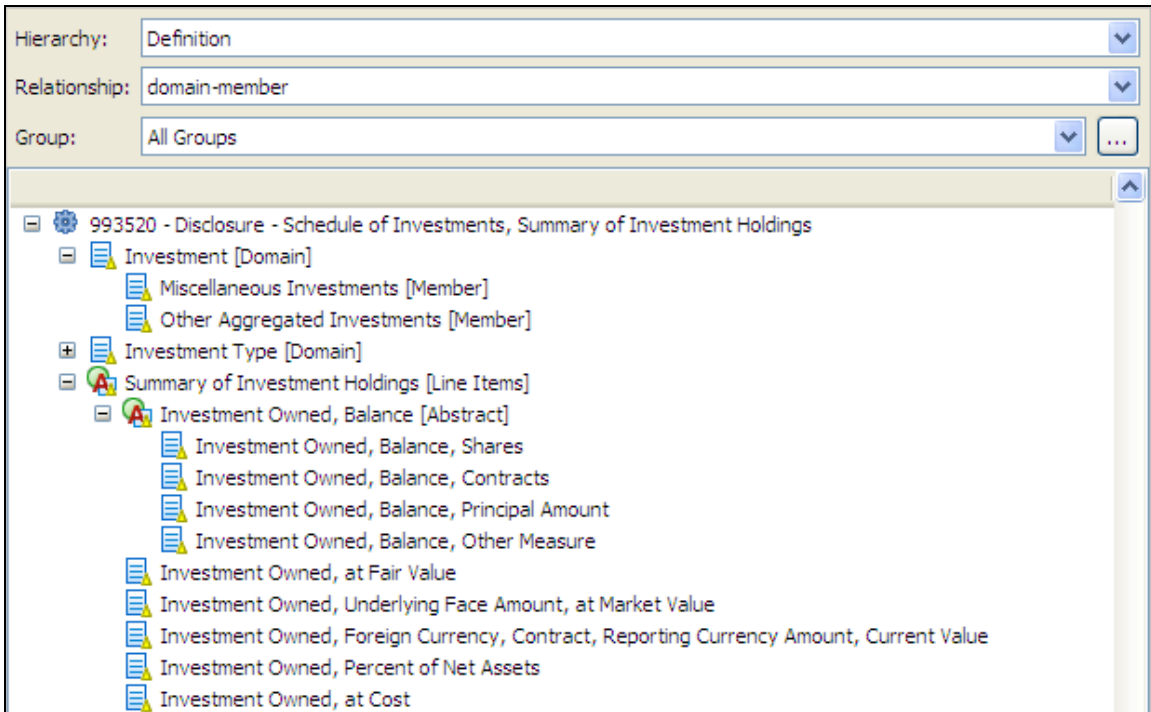 Hierarchy: Definition
Relationship: domain-member
Group: All Groups ...
993520 - Disclosure - Schedule of Investments, Summary of Investment Holdings
Investment [Domain]
Miscellaneous Investments [Member]
Other Aggregated Investments [Member]
Investment Type [Domain]
Summary of Investment Holdings [Line Items]
Investment Owned, Balance [Abstract]
Investment Owned, Balance, Shares
Investment Owned, Balance, Contracts
Investment Owned, Balance, Principal Amount
Investment Owned, Balance, Other Measure
Investment Owned, at Fair Value
Investment Owned, Underlying Face Amount, at Market Value
Investment Owned, Foreign Currency, Contract, Reporting Currency Amount, Current Value
Investment Owned, Percent of Net Assets
Investment Owned, at Cost